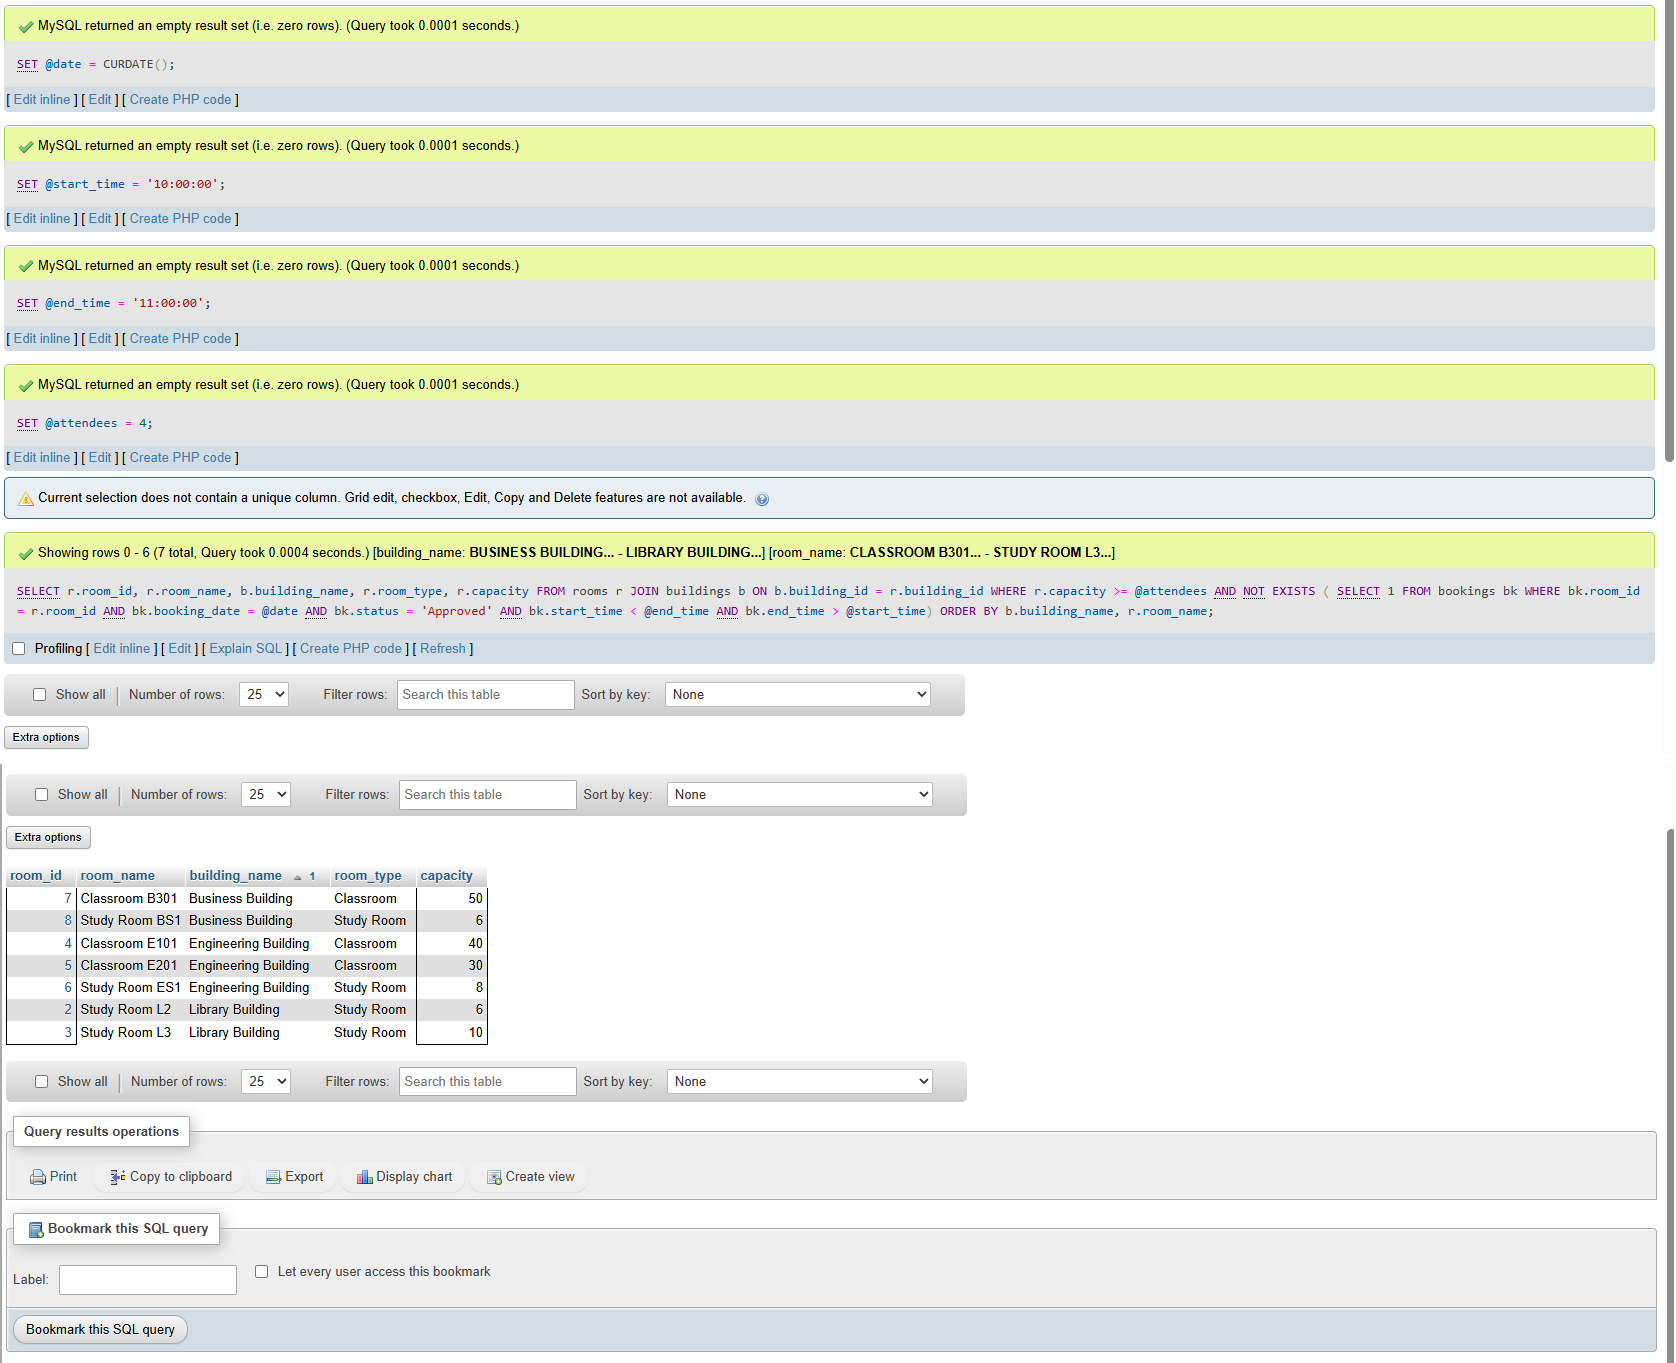 MySQL returned an empty result set (i.e. zero rows). (Query took 0.0001 seconds.)
SET @date = CURDATE();
[ Edit inline ] [ Edit ] [ Create PHP code ]
MySQL returned an empty result set (i.e. zero rows). (Query took 0.0001 seconds.)
SET @start_time = '10:00:00';
[ Edit inline ] [ Edit ] [ Create PHP code ]
MySQL returned an empty result set (i.e. zero rows). (Query took 0.0001 seconds.)
SET @end_time = '11:00:00';
[ Edit inline ] [ Edit ] [ Create PHP code ]
MySQL returned an empty result set (i.e. zero rows). (Query took 0.0001 seconds.)
SET @attendees = 4;
[ Edit inline ] [ Edit ] [ Create PHP code ]
Current selection does not contain a unique column. Grid edit, checkbox, Edit, Copy and Delete features are not available.
Showing rows 0 - 6 (7 total, Query took 0.0004 seconds.) [building_name: BUSINESS BUILDING... - LIBRARY BUILDING...] [room_name: CLASSROOM B301... - STUDY ROOM L3...]
SELECT r.room_id, r.room_name, b.building_name, r.room_type, r.capacity FROM rooms r JOIN buildings b ON b.building_id = r.building_id WHERE r.capacity >= @attendees AND NOT EXISTS ( SELECT 1 FROM bookings bk WHERE bk.room_id
= r.room_id AND bk.booking_date = @date AND bk.status = 'Approved' AND bk.start_time < @end_time AND bk.end_time > @start_time) ORDER BY b.building_name, r.room_name;
Profiling [ Edit inline ] [ Edit ] [ Explain SQL ] [ Create PHP code ] [ Refresh ]
Show all Number of rows: 25 Filter rows: Search this table Sort by key: None
Extra options
Show all Number of rows: 25 Filter rows: Search this table Sort by key: None
Extra options
room_id room_name building_name 1 room_type capacity
7 Classroom B301 Business Building Classroom 50
8 Study Room BS1 Business Building Study Room 6
4 Classroom E101 Engineering Building Classroom 40
5 Classroom E201 Engineering Building Classroom 30
6 Study Room ES1 Engineering Building Study Room 8
2 Study Room L2 Library Building Study Room 6
3 Study Room L3 Library Building Study Room 10
Show all Number of rows: 25 Filter rows: Search this table Sort by key: None
Query results operations
Print Copy to clipboard Export Display chart Create view
Bookmark this SQL query
Label: Let every user access this bookmark
Bookmark this SQL query